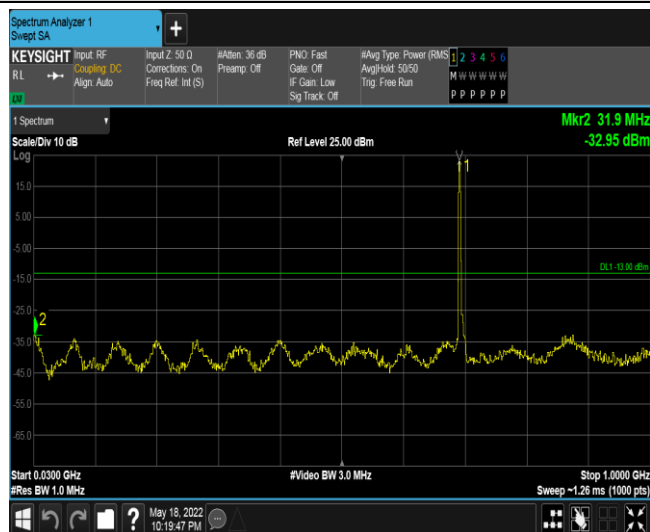 Spectrum Analyzer 1
Swept SA
+
KEYSIGHT Input: RF Input Z: 50 Ω #Atten: 36 dB PNO: Fast #Avg Type: Power (RMS 1 2 3 4 5 6
RL Coupling: DC Corrections: On Preamp: Off Gate: Off Avg|Hold: 50/50 M W W W W W
Align: Auto Freq Ref: Int (S) IF Gain: Low Trig: Free Run
Sig Track: Off P P P P P P
LXI
1 Spectrum Mkr2 31.9 MHz
Scale/Div 10 dB Ref Level 25.00 dBm -32.95 dBm
Log
1
15.0
5.00
-5.00
DL1 -13.00 dBm
-15.0
-25.0
2
-35.0
-45.0
-55.0
-65.0
Start 0.0300 GHz #Video BW 3.0 MHz Stop 1.0000 GHz
#Res BW 1.0 MHz Sweep ~1.26 ms (1000 pts)
? May 18, 2022
10:19:47 PM